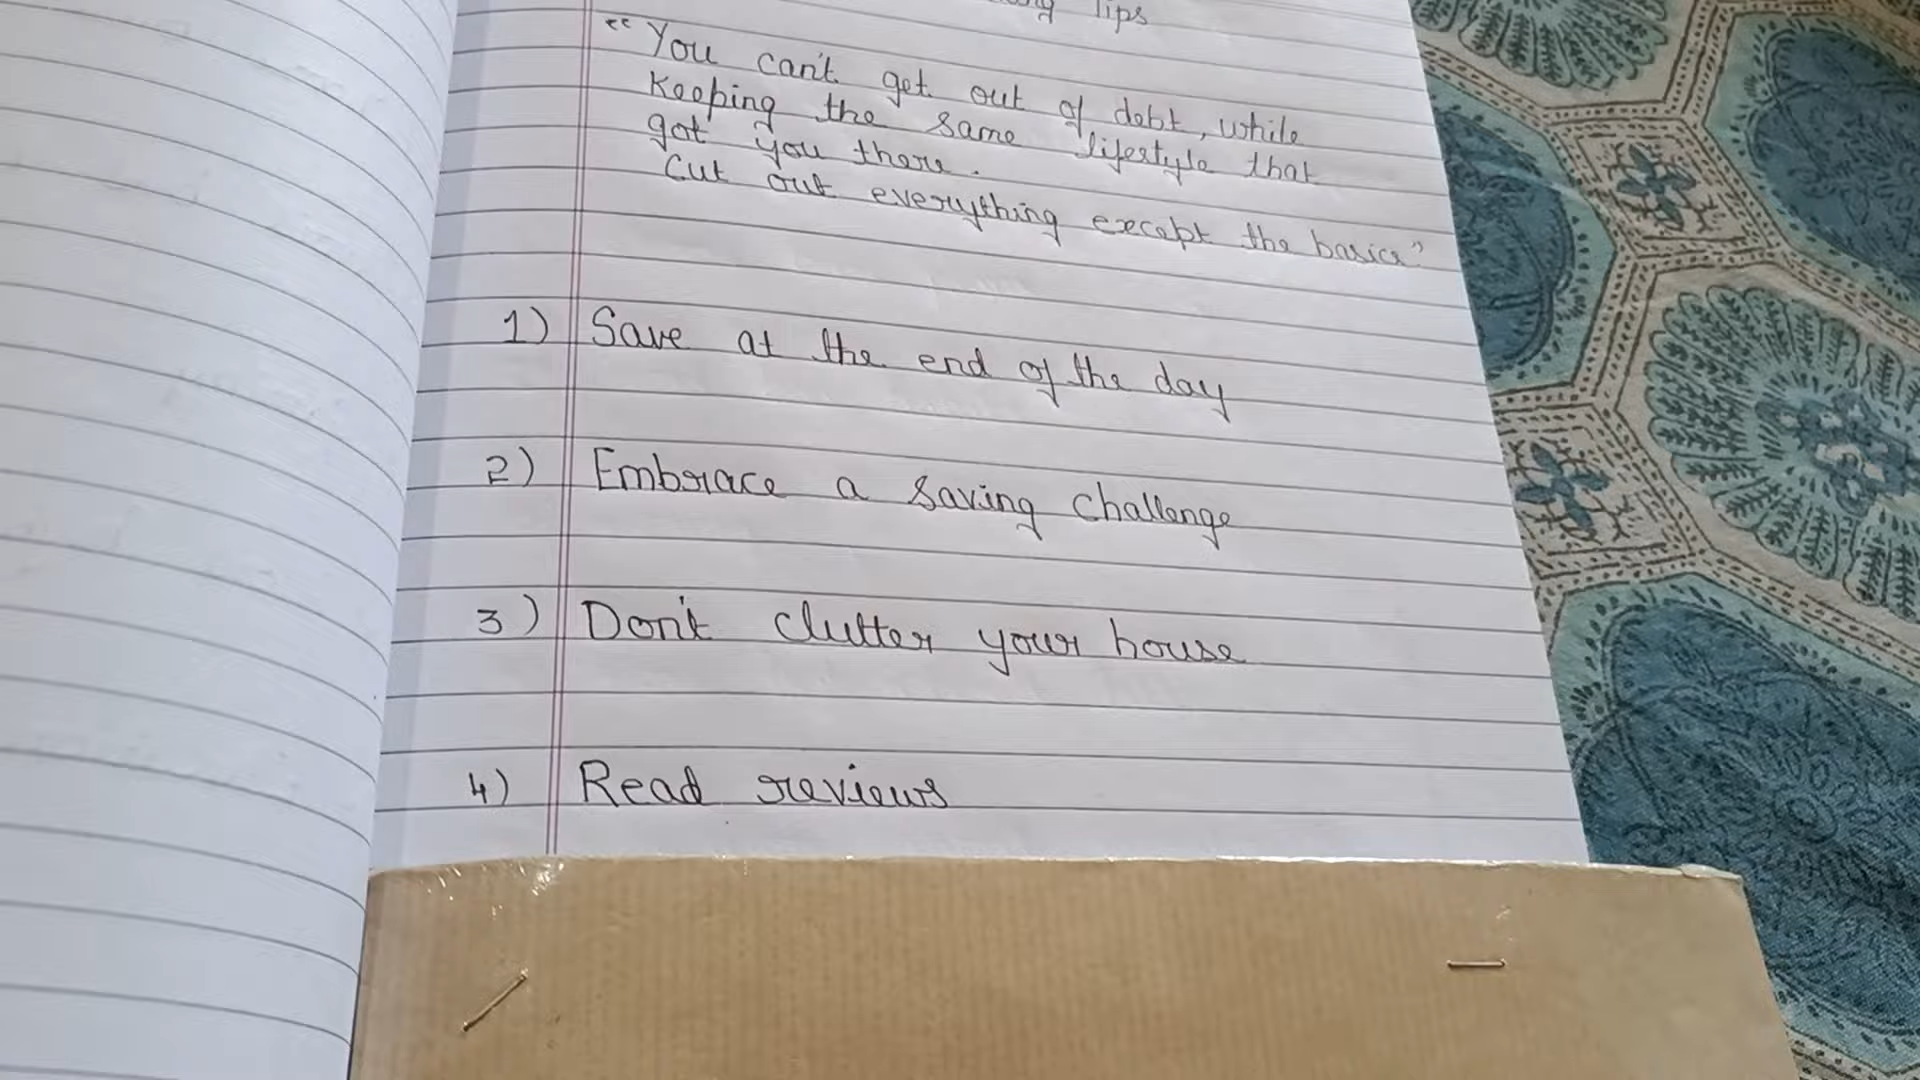 Tips
"You can't get out of debt, while
Keeping the same lifestyle that
got you there.
Cut out everything except the basics"
1) Save at the end of the day
2) Embrace a saving challenge
3) Don't clutter your house
4) Read reviews